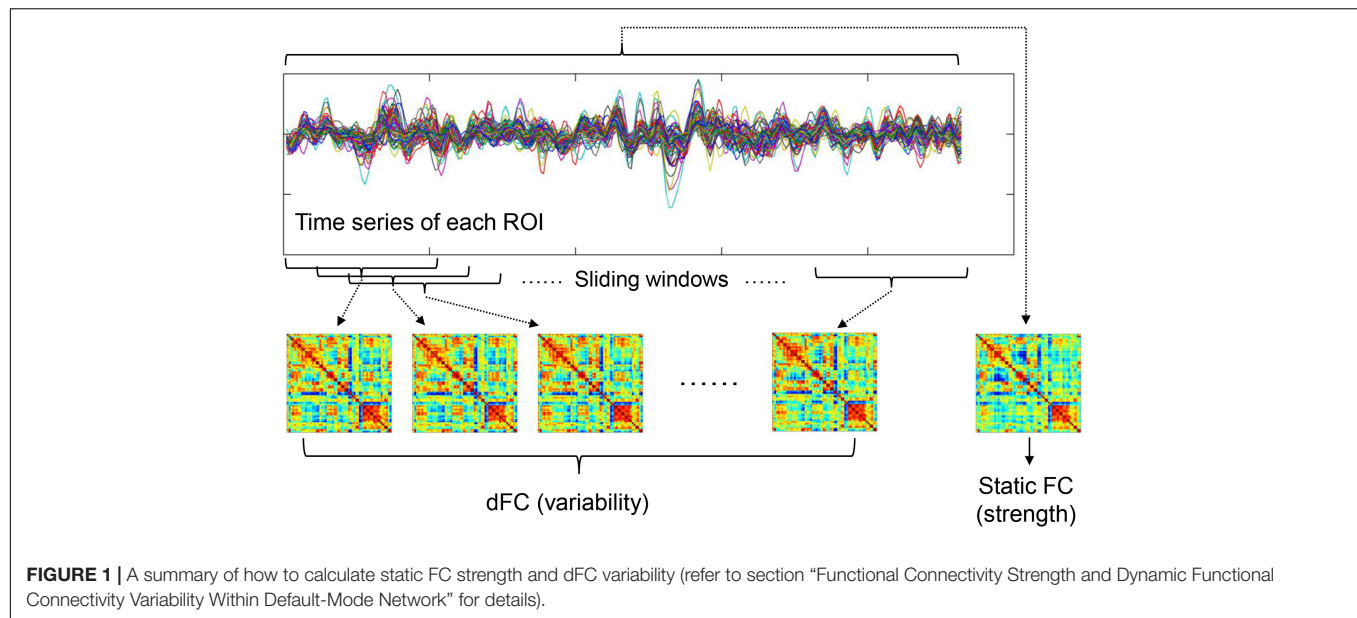 Time series of each ROI
...... Sliding windows ......
......
dFC (variability)
Static FC
(strength)
FIGURE 1 | A summary of how to calculate static FC strength and dFC variability (refer to section “Functional Connectivity Strength and Dynamic Functional
Connectivity Variability Within Default-Mode Network” for details).